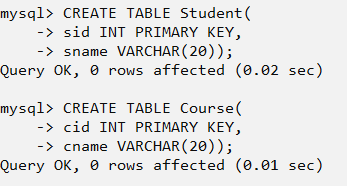 mysql> CREATE TABLE Student(
    -> sid INT PRIMARY KEY,
    -> sname VARCHAR(20));
Query OK, 0 rows affected (0.02 sec)
mysql> CREATE TABLE Course(
    -> cid INT PRIMARY KEY,
    -> cname VARCHAR(20));
Query OK, 0 rows affected (0.01 sec)